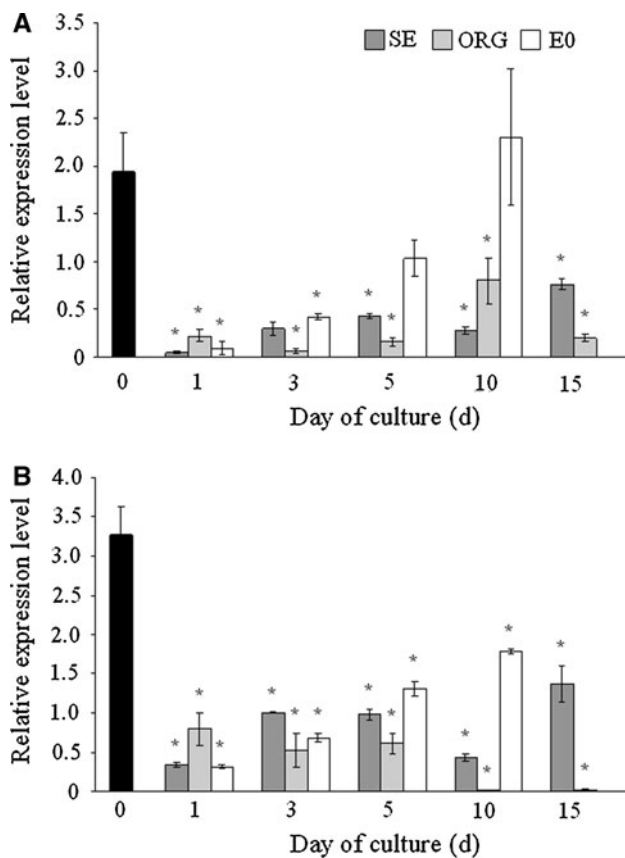 A
SE ORG E0
Relative expression level
3.5
3.0
2.5
2.0
1.5
1.0
0.5
0
* * *
* *
* *
* *
* *
0 1 3 5 10 15
Day of culture (d)
B
Relative expression level
4.0
3.5
3.0
2.5
2.0
1.5
1.0
0.5
0
* * *
* * *
* * *
* * *
* *
0 1 3 5 10 15
Day of culture (d)